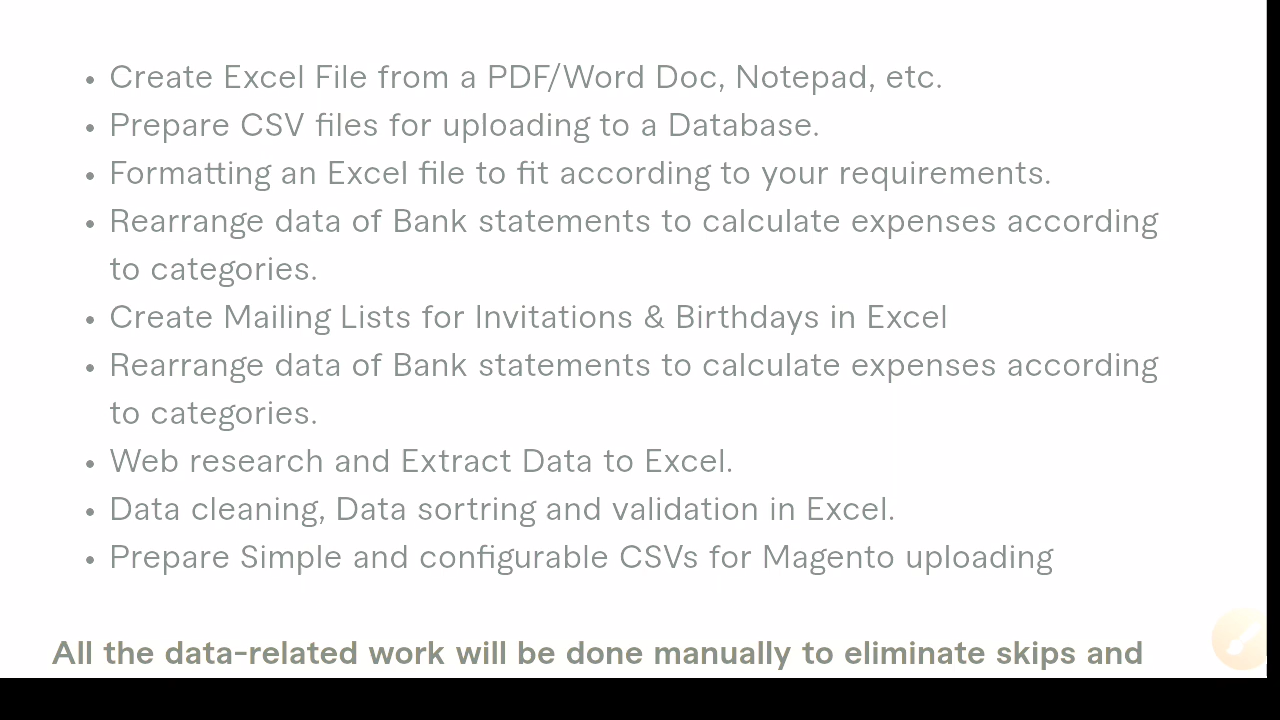 • Create Excel File from a PDF/Word Doc, Notepad, etc.
• Prepare CSV files for uploading to a Database.
• Formatting an Excel file to fit according to your requirements.
• Rearrange data of Bank statements to calculate expenses according
to categories.
• Create Mailing Lists for Invitations & Birthdays in Excel
• Rearrange data of Bank statements to calculate expenses according
to categories.
• Web research and Extract Data to Excel.
• Data cleaning, Data sortring and validation in Excel.
• Prepare Simple and configurable CSVs for Magento uploading
All the data-related work will be done manually to eliminate skips and